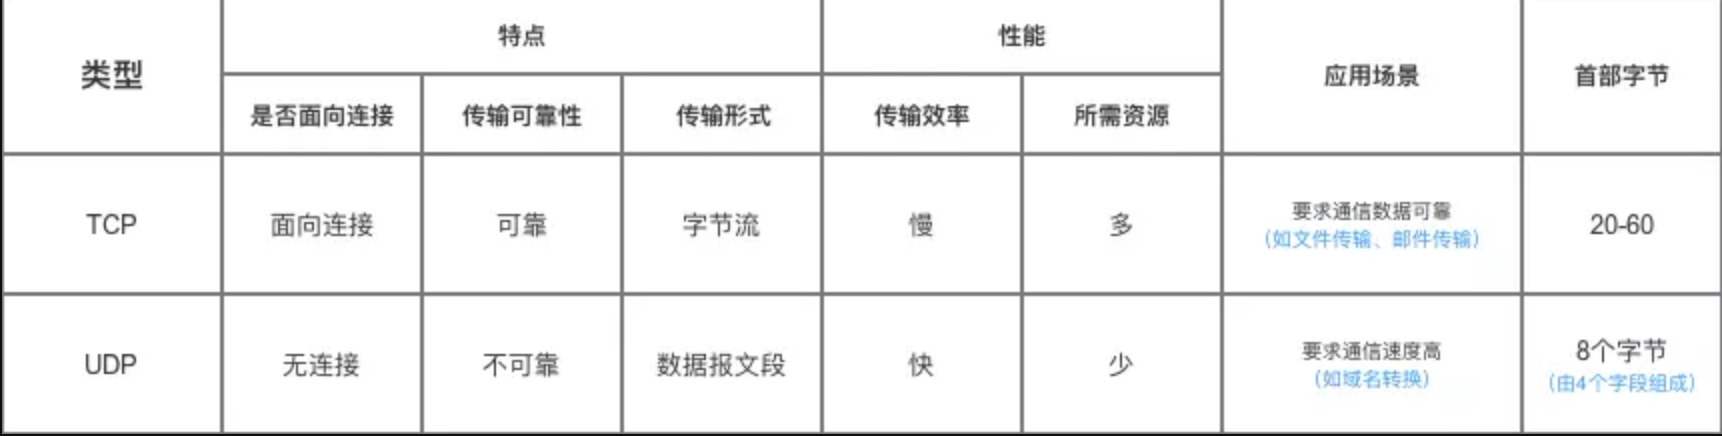 类型
特点
性能
应用场景
首部字节
是否面向连接
传输可靠性
传输形式
传输效率
所需资源
TCP
面向连接
可靠
字节流
慢
多
要求通信数据可靠
（如文件传输、邮件传输）
20-60
UDP
无连接
不可靠
数据报文段
快
少
要求通信速度高
（如域名转换）
8个字节
（由4个字段组成）